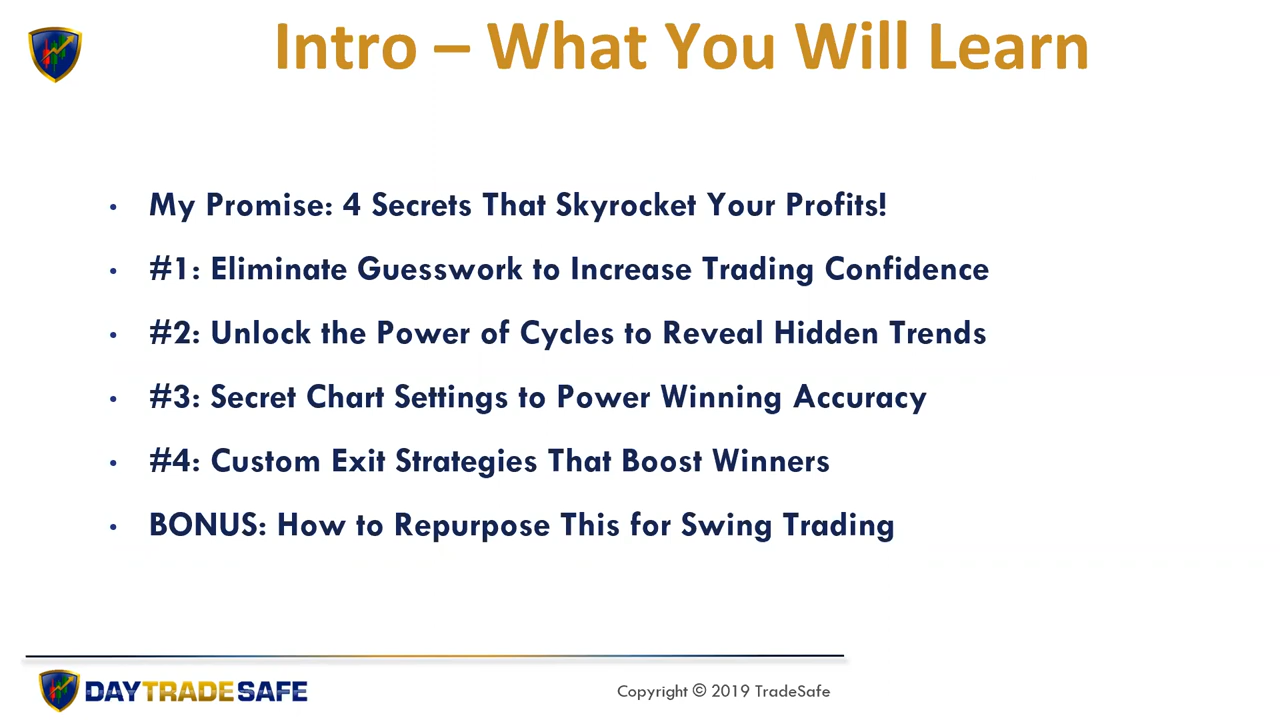 Intro – What You Will Learn
• My Promise: 4 Secrets That Skyrocket Your Profits!
• #1: Eliminate Guesswork to Increase Trading Confidence
• #2: Unlock the Power of Cycles to Reveal Hidden Trends
• #3: Secret Chart Settings to Power Winning Accuracy
• #4: Custom Exit Strategies That Boost Winners
• BONUS: How to Repurpose This for Swing Trading
DAYTRADESAFE
Copyright © 2019 TradeSafe